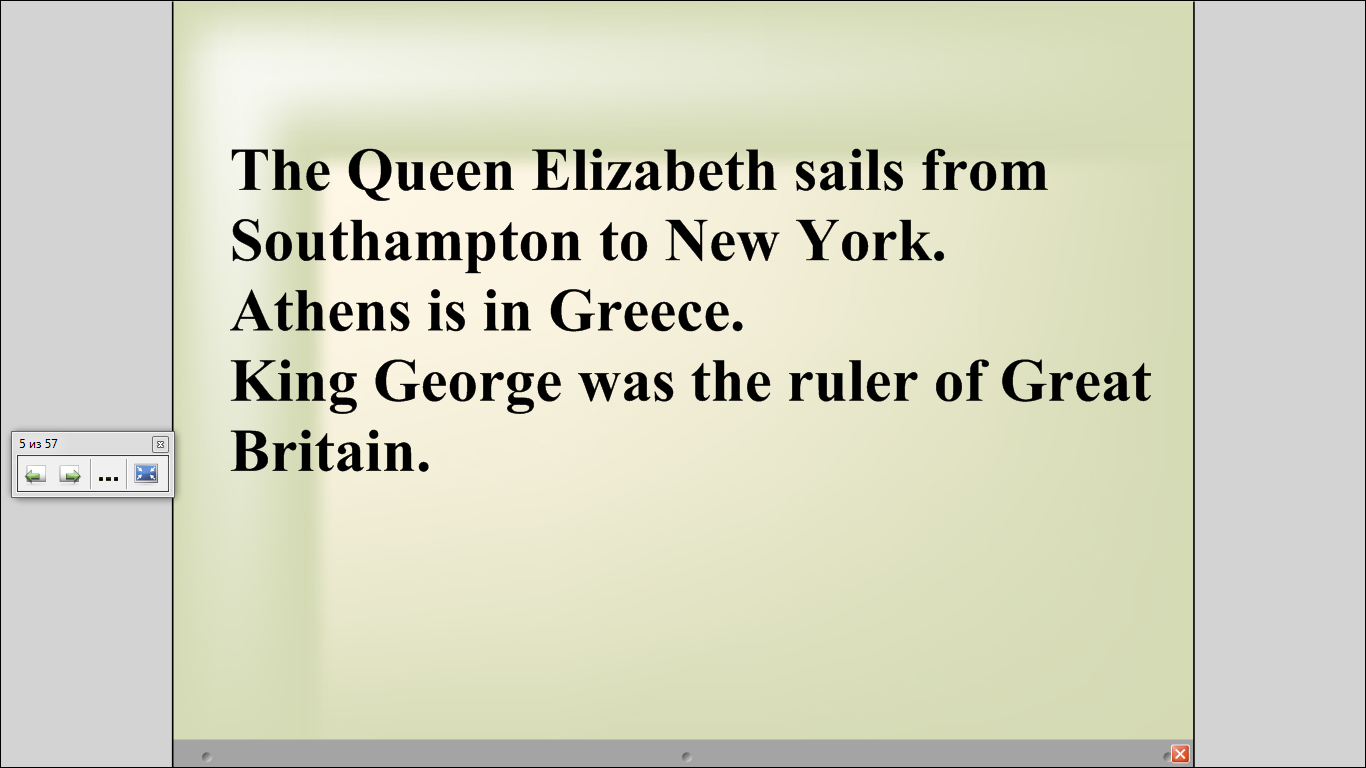 The Queen Elizabeth sails from
Southampton to New York.
Athens is in Greece.
King George was the ruler of Great
Britain.
5 из 57
...